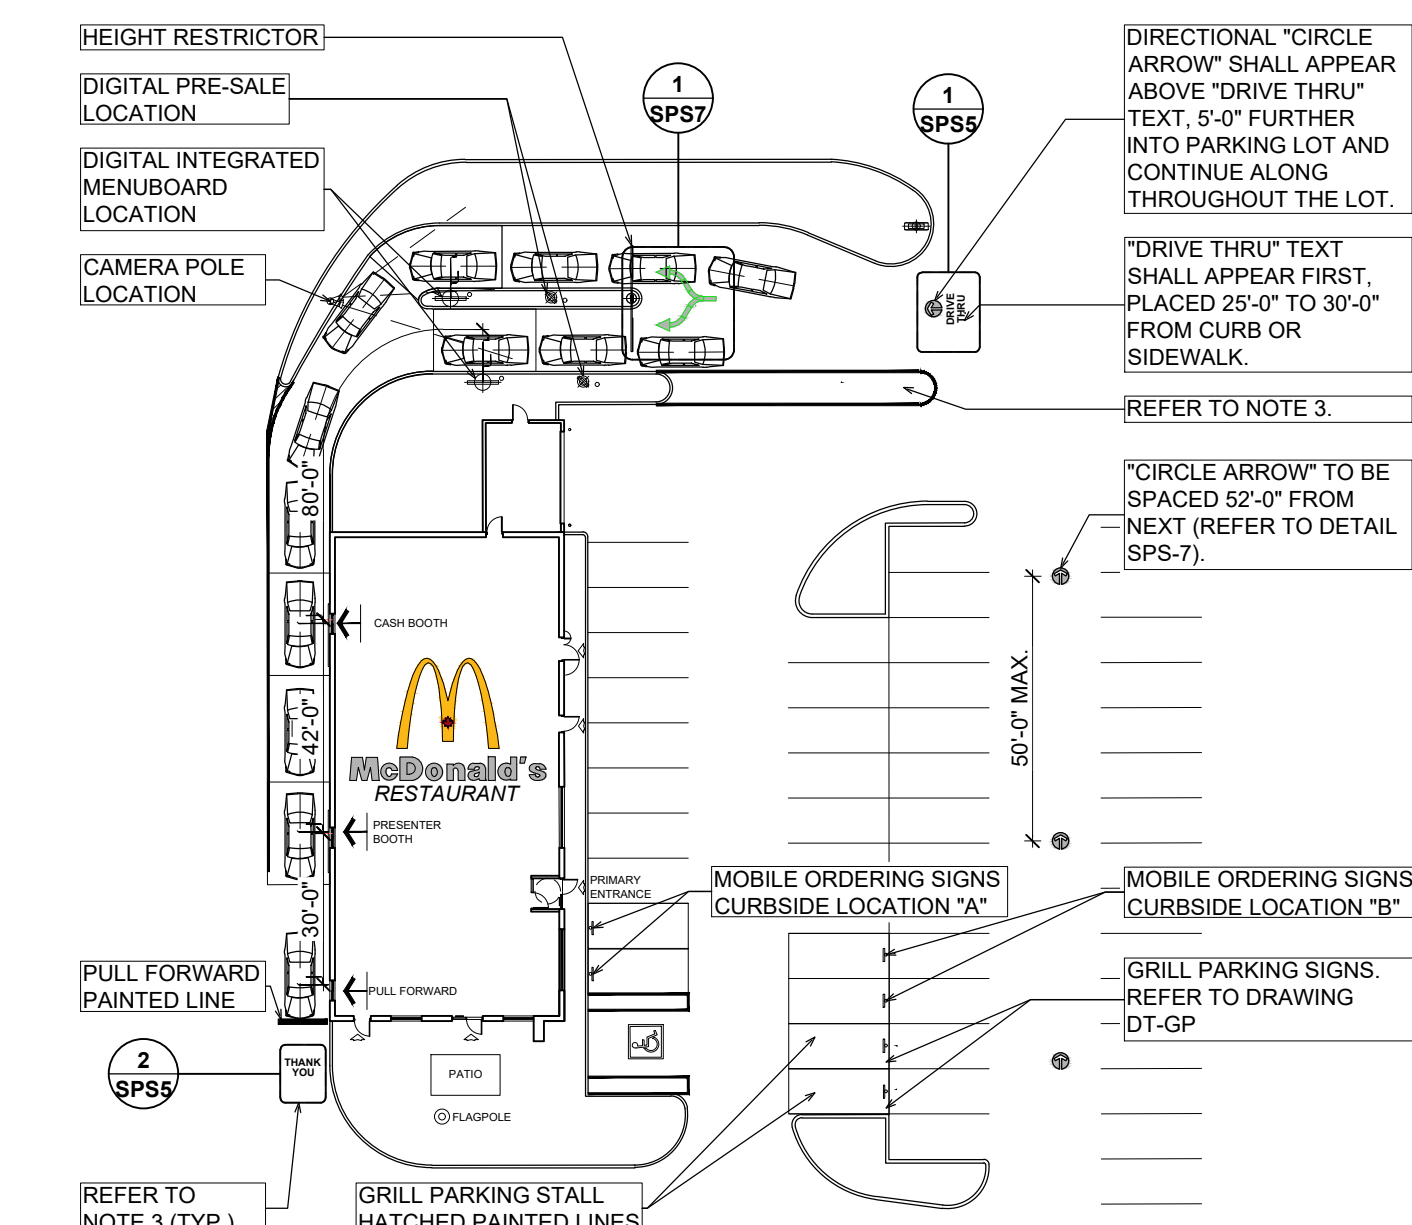 HEIGHT RESTRICTOR
DIGITAL PRE-SALE
LOCATION
DIGITAL INTEGRATED
MENUBOARD
LOCATION
CAMERA POLE
LOCATION
1
SPS7
1
SPS5
DIRECTIONAL "CIRCLE
ARROW" SHALL APPEAR
ABOVE "DRIVE THRU"
TEXT, 5'-0" FURTHER
INTO PARKING LOT AND
CONTINUE ALONG
THROUGHOUT THE LOT.
"DRIVE THRU" TEXT
SHALL APPEAR FIRST,
PLACED 25'-0" TO 30'-0"
FROM CURB OR
SIDEWALK.
DRIVE
THRU
REFER TO NOTE 3.
"CIRCLE ARROW" TO BE
SPACED 52'-0" FROM
NEXT (REFER TO DETAIL
SPS-7).
80'-0"
CASH BOOTH
42'-0"
McDonald's
RESTAURANT
50'-0" MAX.
PRESENTER
BOOTH
PRIMARY
ENTRANCE
MOBILE ORDERING SIGNS
CURBSIDE LOCATION "A"
MOBILE ORDERING SIGNS
CURBSIDE LOCATION "B"
30'-0"
PULL FORWARD
PAINTED LINE
PULL FORWARD
GRILL PARKING SIGNS.
REFER TO DRAWING
DT-GP
2
SPS5
THANK
YOU
PATIO
FLAGPOLE
REFER TO
NOTE 3 (TYP.)
GRILL PARKING STALL
HATCHED PAINTED LINES